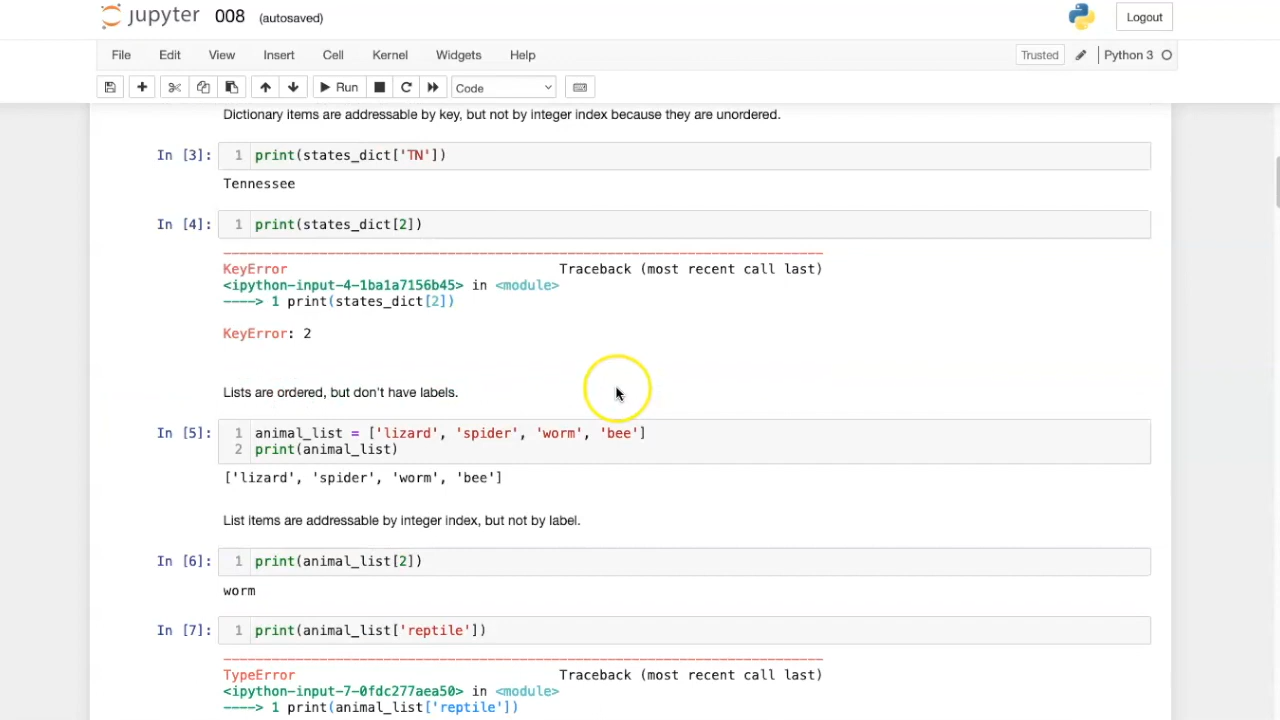 jupyter 008 (autosaved)
Logout
File Edit View Insert Cell Kernel Widgets Help
Trusted Python 3
Run Code
Dictionary items are addressable by key, but not by integer index because they are unordered.
In [3]: 1 print(states_dict['TN'])
Tennessee
In [4]: 1 print(states_dict[2])
KeyError Traceback (most recent call last)
<ipython-input-4-1ba1a7156b45> in <module>
----> 1 print(states_dict[2])
KeyError: 2
Lists are ordered, but don't have labels.
In [5]: 1 animal_list = ['lizard', 'spider', 'worm', 'bee']
2 print(animal_list)
['lizard', 'spider', 'worm', 'bee']
List items are addressable by integer index, but not by label.
In [6]: 1 print(animal_list[2])
worm
In [7]: 1 print(animal_list['reptile'])
TypeError Traceback (most recent call last)
<ipython-input-7-0fdc277aea50> in <module>
----> 1 print(animal_list['reptile'])